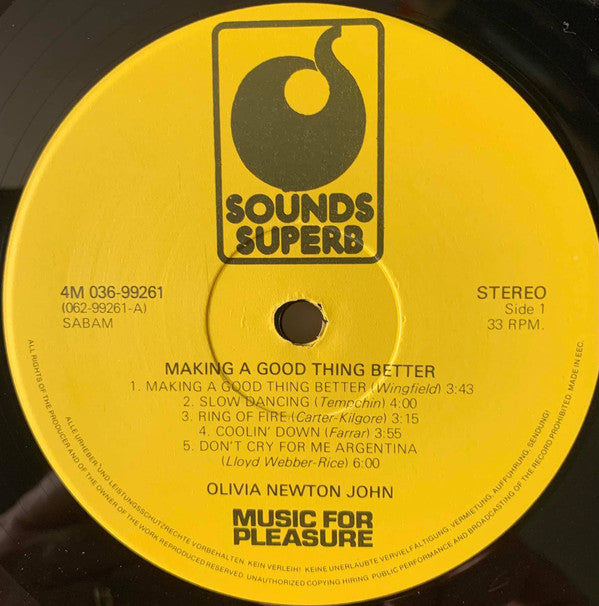 SOUNDS
SUPERB
4M 036-99261
(062-99261-A)
SABAM
STEREO
Side 1
33 RPM.
MAKING A GOOD THING BETTER
1. MAKING A GOOD THING BETTER (Wingfield) 3:43
2. SLOW DANCING (Tempchin) 4:00
3. RING OF FIRE (Carter-Kilgore) 3:15
4. COOLIN' DOWN (Farrar) 3:55
5. DON'T CRY FOR ME ARGENTINA
(Lloyd Webber-Rice) 6:00
OLIVIA NEWTON JOHN
MUSIC FOR
PLEASURE
ALLE URHEBER- UND LEISTUNGSSCHUTZRECHTE VORBEHALTEN. KEIN VERLEIH! KEINE UNERLAUBTE VERVIELFÄLTIGUNG, VERMIETUNG, AUFFÜHRUNG, SENDUNG!
ALL RIGHTS OF THE PRODUCER AND OF THE OWNER OF THE WORK REPRODUCED RESERVED. UNAUTHORIZED COPYING HIRING. PUBLIC PERFORMANCE AND BROADCASTING OF THE RECORD PROHIBITED. MADE IN EEC.